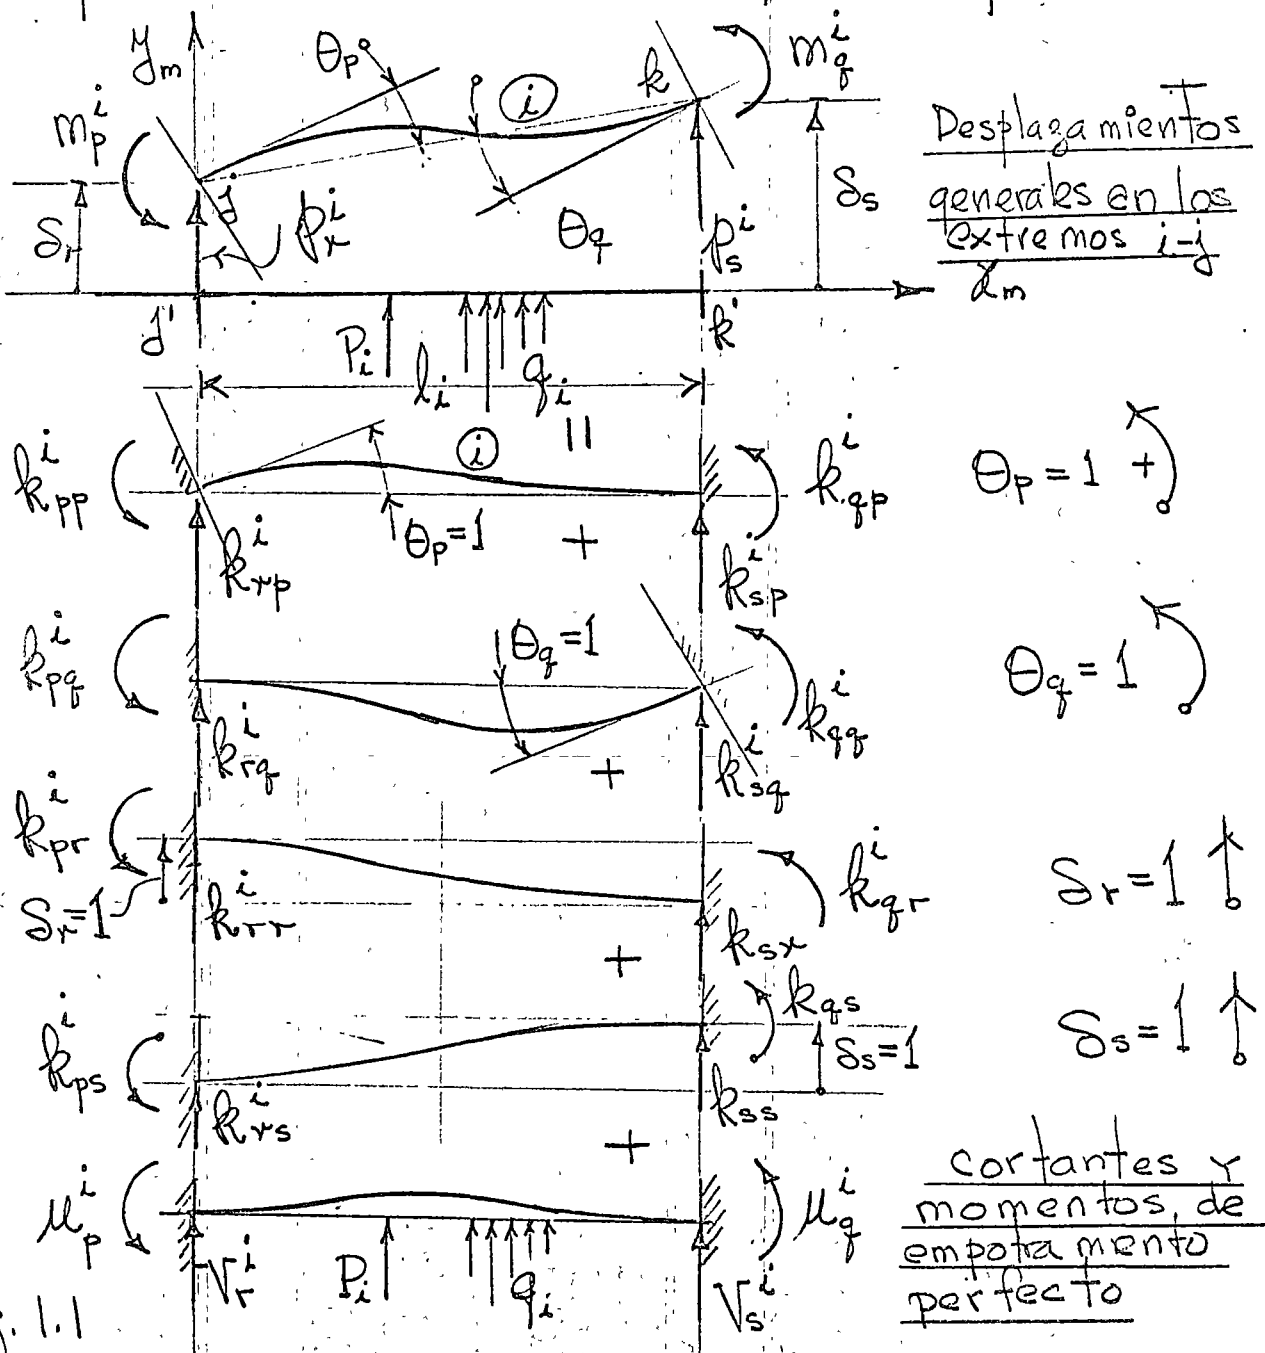 y_m
θ_p
i
k
m_q^i
m_p^i
Desplazamientos
generales en los
extremos i-j
δ_r
j
p_r^i
θ_q
p_s^i
δ_s
x_m
j'
k'
P_i
l_i
q_i
=
k_pp^i
i
k_qp^i
θ_p = 1 +
θ_p=1
+
k_rp^i
k_sp^i
k_pq^i
θ_q=1
θ_q = 1
k_rq^i
+
k_sq^i
k_qq^i
k_pr^i
δ_r=1
k_rr^i
k_qr^i
δ_r = 1
k_sr
+
k_qs
k_ps^i
δ_s=1
δ_s = 1
k_rs^i
k_ss
+
μ_p^i
μ_q^i
V_r^i
P_i
q_i
V_s^i
cortantes y
momentos, de
empotramento
perfecto
. 1.1